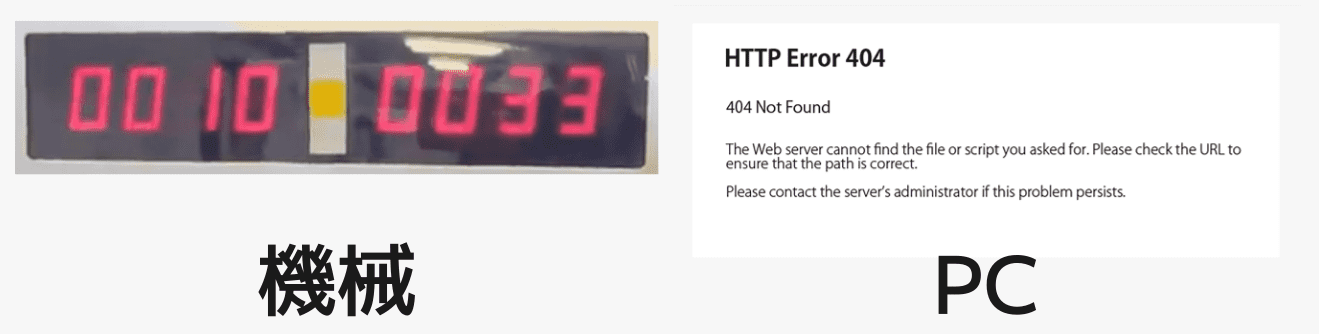 0010 0033
機械
HTTP Error 404
404 Not Found
The Web server cannot find the file or script you asked for. Please check the URL to
ensure that the path is correct.
Please contact the server's administrator if this problem persists.
PC